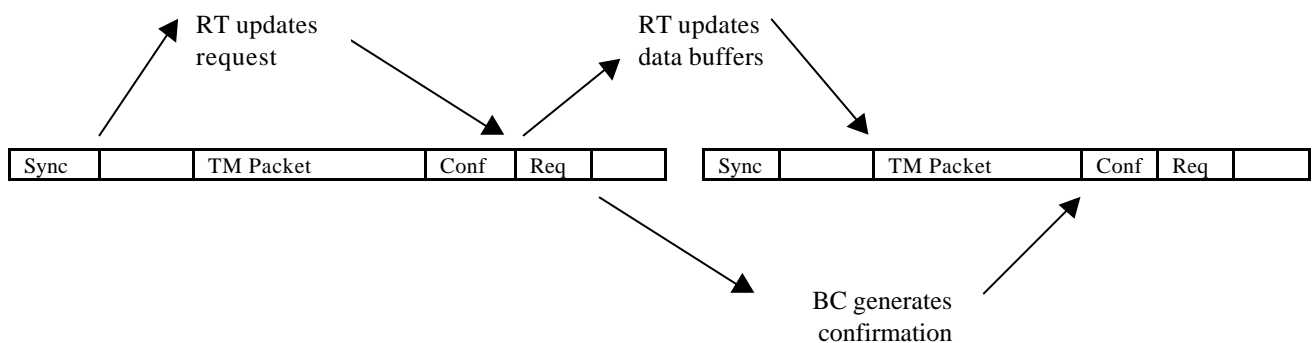 RT updates
request
RT updates
data buffers
Sync TM Packet Conf Req
Sync TM Packet Conf Req
BC generates
confirmation